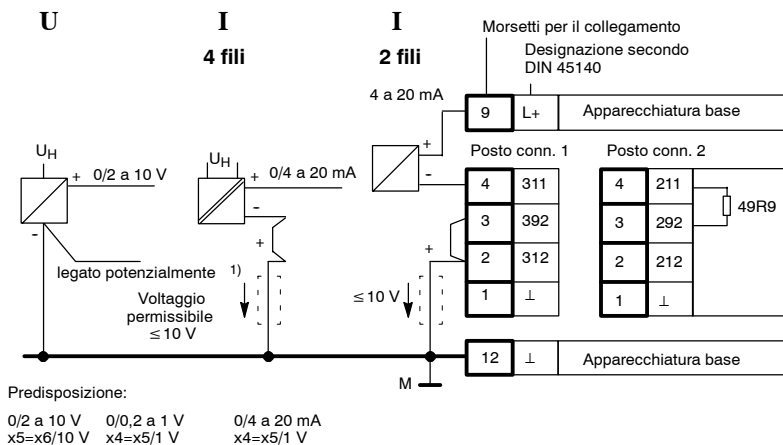 U
I
I
4 fili
2 fili
Morsetti per il collegamento
Designazione secondo
DIN 45140
4 a 20 mA
9
L+
Apparecchiatura base
UH
+
0/2 a 10 V
-
legato potenzialmente
UH
+
0/4 a 20 mA
-
+
1)
Voltaggio
permissibile
≤ 10 V
+
-
+
≤ 10 V
Posto conn. 1
4 311
3 392
2 312
1 ⊥
Posto conn. 2
4 211
3 292
2 212
1 ⊥
49R9
12 ⊥ Apparecchiatura base
M
Predisposizione:
0/2 a 10 V 0/0,2 a 1 V 0/4 a 20 mA
x5=x6/10 V x4=x5/1 V x4=x5/1 V